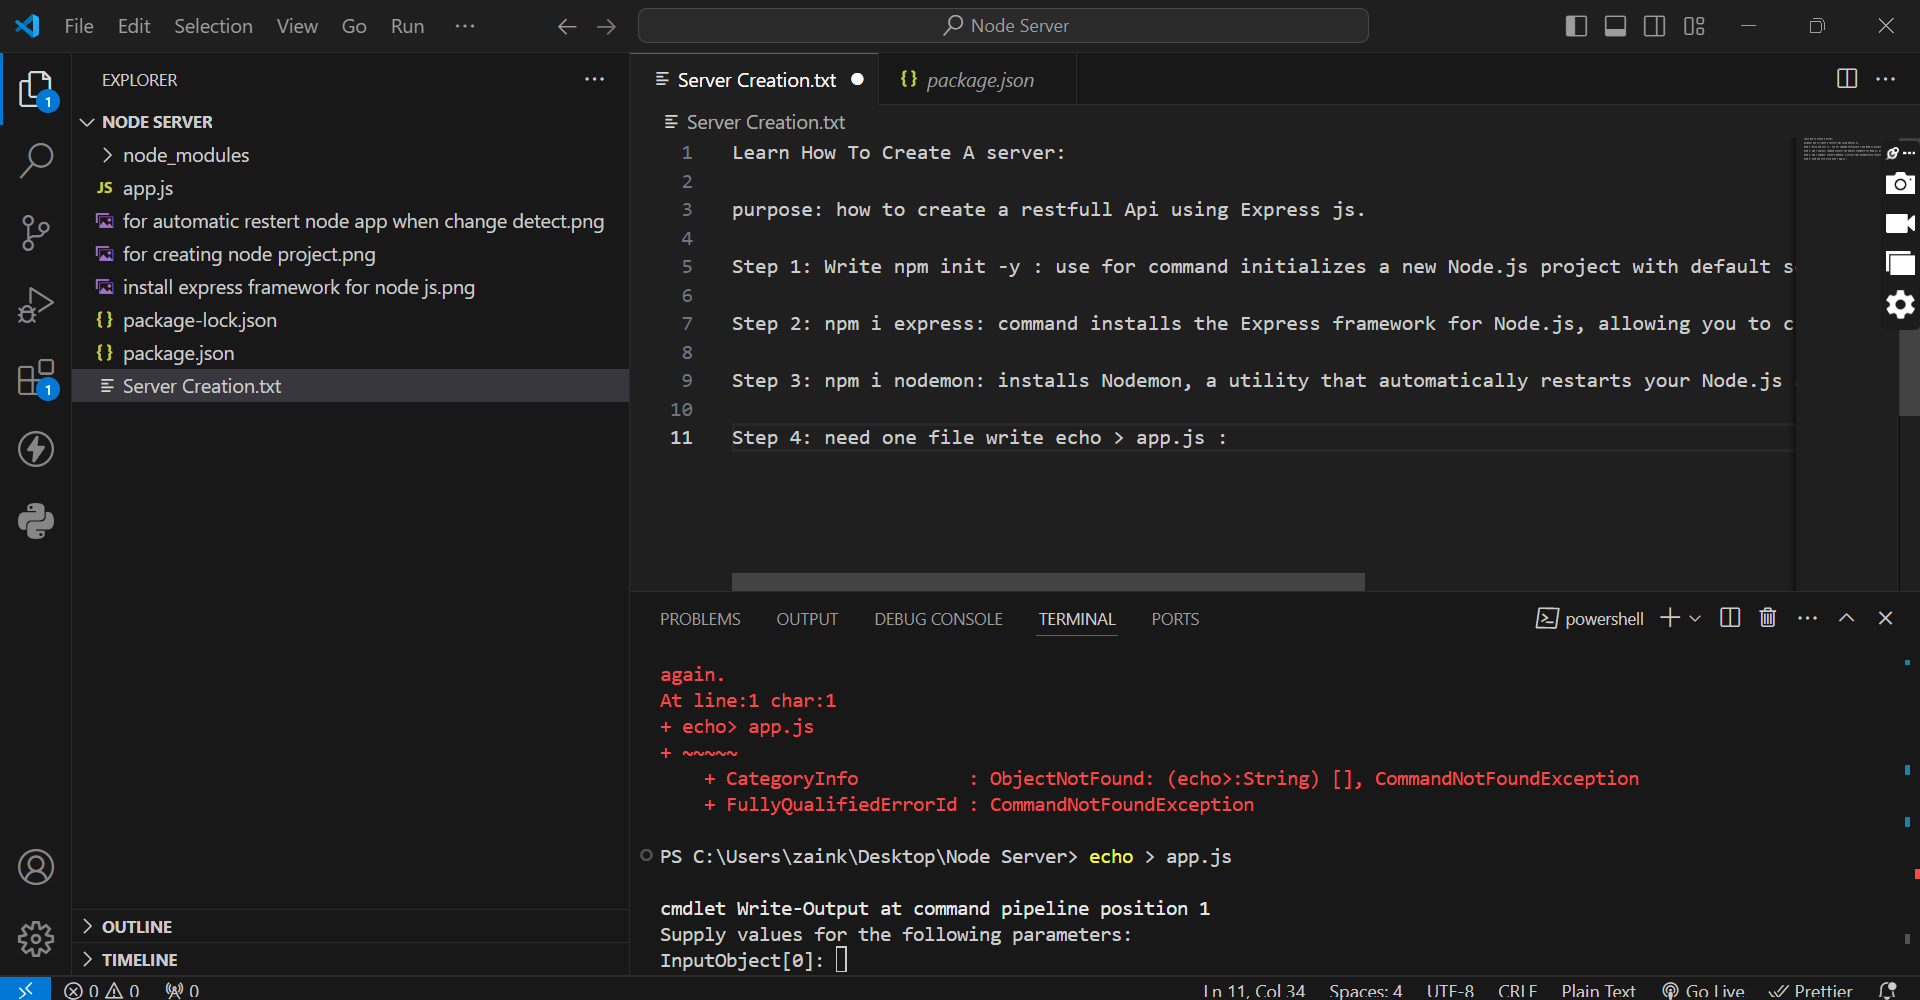 File Edit Selection View Go Run ··· Node Server
EXPLORER ···
NODE SERVER
node_modules
JS app.js
for automatic restert node app when change detect.png
for creating node project.png
install express framework for node js.png
{} package-lock.json
{} package.json
Server Creation.txt
OUTLINE
TIMELINE
1
1
Server Creation.txt {} package.json
Server Creation.txt
1 Learn How To Create A server:
2
3 purpose: how to create a restfull Api using Express js.
4
5 Step 1: Write npm init -y : use for command initializes a new Node.js project with default s
6
7 Step 2: npm i express: command installs the Express framework for Node.js, allowing you to c
8
9 Step 3: npm i nodemon: installs Nodemon, a utility that automatically restarts your Node.js
10
11 Step 4: need one file write echo > app.js :
PROBLEMS OUTPUT DEBUG CONSOLE TERMINAL PORTS powershell
again.
At line:1 char:1
+ echo> app.js
+ ~~~~~
+ CategoryInfo : ObjectNotFound: (echo>:String) [], CommandNotFoundException
+ FullyQualifiedErrorId : CommandNotFoundException
PS C:\Users\zaink\Desktop\Node Server> echo > app.js
cmdlet Write-Output at command pipeline position 1
Supply values for the following parameters:
InputObject[0]:
0 0 0 Ln 11, Col 34 Spaces: 4 UTF-8 CRLF Plain Text Go Live Prettier